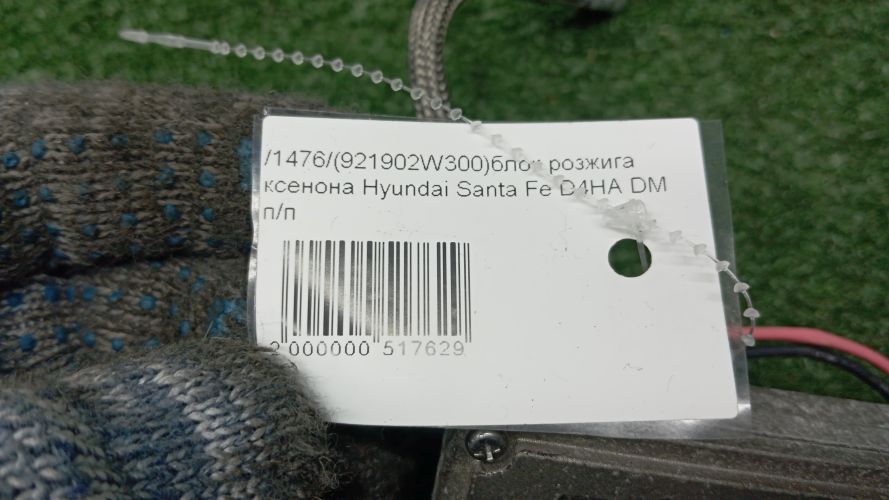 /1476/(921902W300)блок розжига
ксенона Hyundai Santa Fe D4HA DM
п/п
2 000000 517629